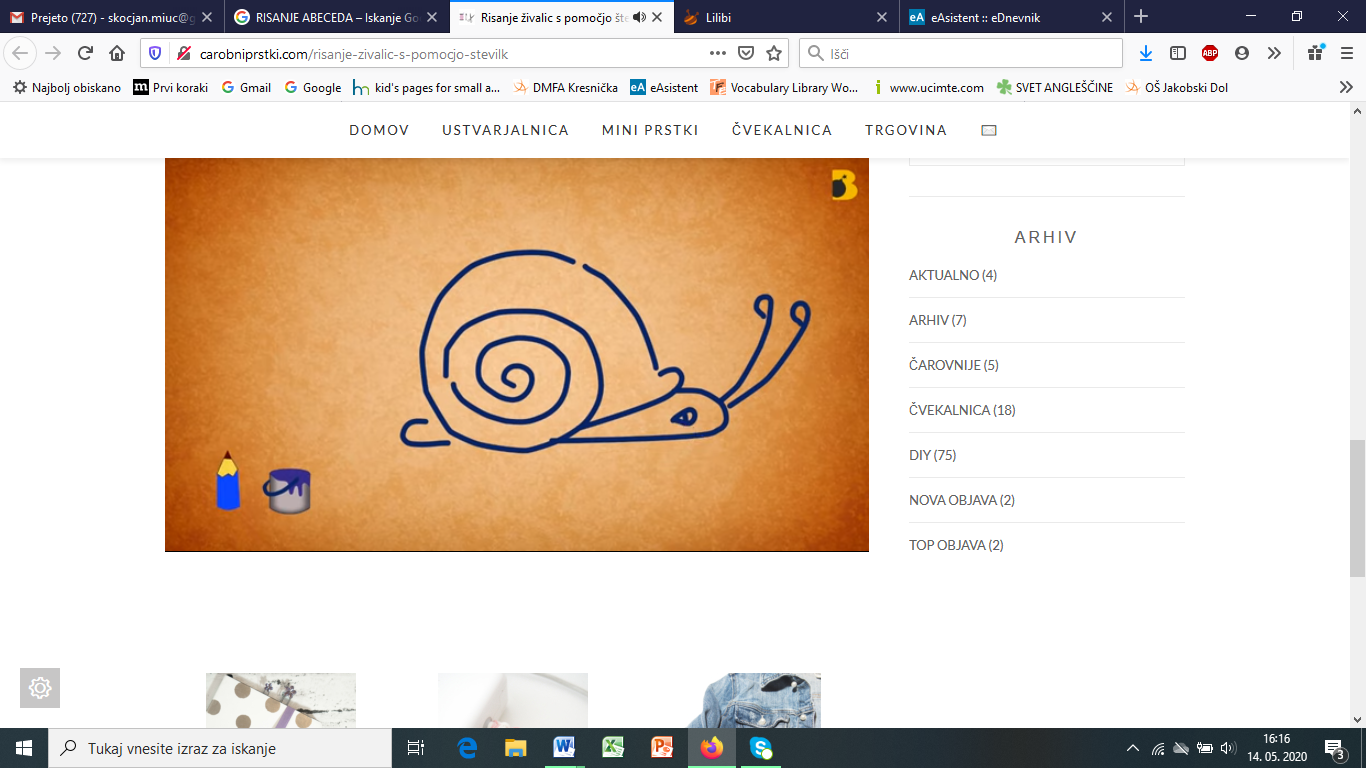 Prejeto (727) - skocjan.miuc@g
RISANJE ABECEDA – Iskanje Go
Risanje živalic s pomočjo šte
Lilibi
eAsistent :: eDnevnik
carobniprstki.com/risanje-zivalic-s-pomocjo-stevilk
Išči
ABP
Najbolj obiskano
Prvi koraki
Gmail
Google
kid's pages for small a...
DMFA Kresnička
eAsistent
Vocabulary Library Wo...
www.ucimte.com
SVET ANGLEŠČINE
OŠ Jakobski Dol
DOMOV
USTVARJALNICA
MINI PRSTKI
ČVEKALNICA
TRGOVINA
B
ARHIV
AKTUALNO (4)
ARHIV (7)
ČAROVNIJE (5)
ČVEKALNICA (18)
DIY (75)
NOVA OBJAVA (2)
TOP OBJAVA (2)
Tukaj vnesite izraz za iskanje
16:16
14. 05. 2020
3